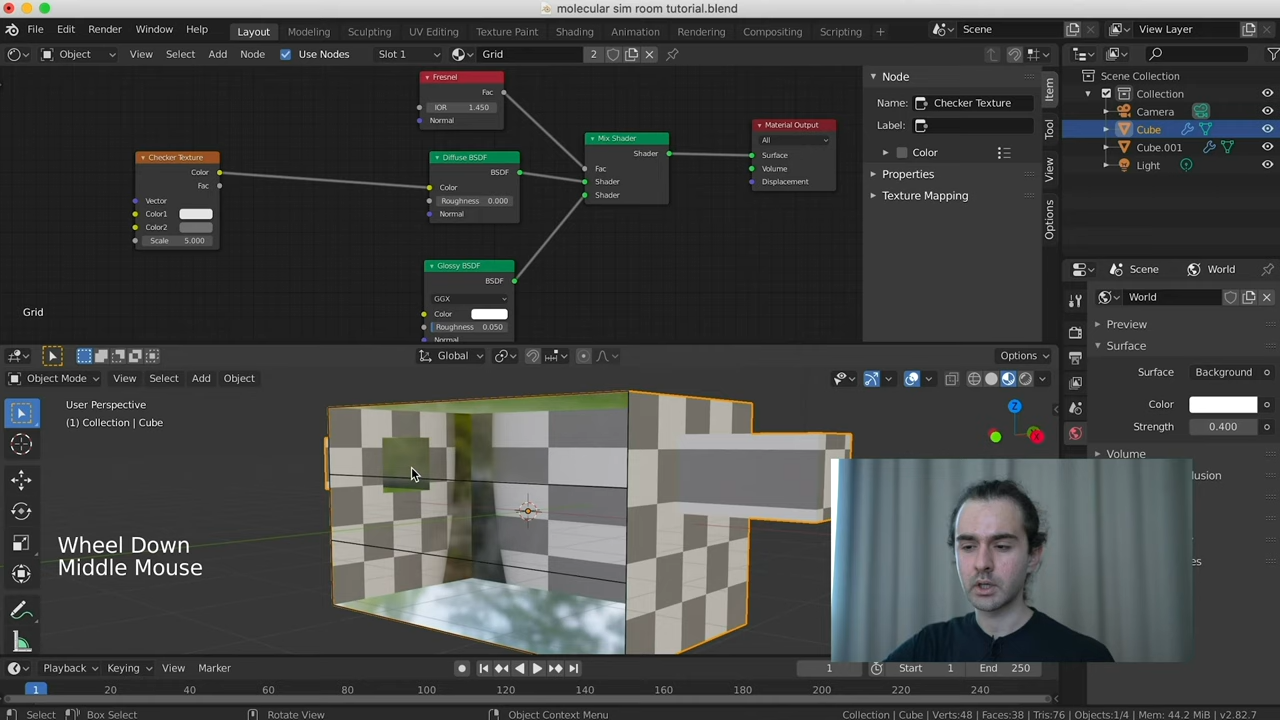 molecular sim room tutorial.blend
File Edit Render Window Help
Layout Modeling Sculpting UV Editing Texture Paint Shading Animation Rendering Compositing Scripting +
Scene
View Layer
Object View Select Add Node Use Nodes Slot 1 Grid 2
Fresnel
Fac
IOR 1.450
Normal
Checker Texture
Color
Fac
Vector
Color1
Color2
Scale 5.000
Diffuse BSDF
BSDF
Color
Roughness 0.000
Normal
Glossy BSDF
BSDF
GGX
Color
Roughness 0.050
Normal
Mix Shader
Shader
Fac
Shader
Shader
Material Output
All
Surface
Volume
Displacement
Grid
Node
Name: Checker Texture
Label:
Color
Properties
Texture Mapping
Item
Tool
View
Options
Scene Collection
Collection
Camera
Cube
Cube.001
Light
Scene World
World
Preview
Surface
Surface Background
Color
Strength 0.400
Volume
Global
Options
Object Mode View Select Add Object
User Perspective
(1) Collection | Cube
Wheel Down
Middle Mouse
Playback Keying View Marker
1 Start 1 End 250
1 20 40 60 80 100 120 140 160 180 200 220 240
Select Box Select Rotate View Object Context Menu
Collection | Cube | Verts:48 | Faces:38 | Tris:76 | Objects:1/4 | Mem: 44.2 MiB | v2.82.7